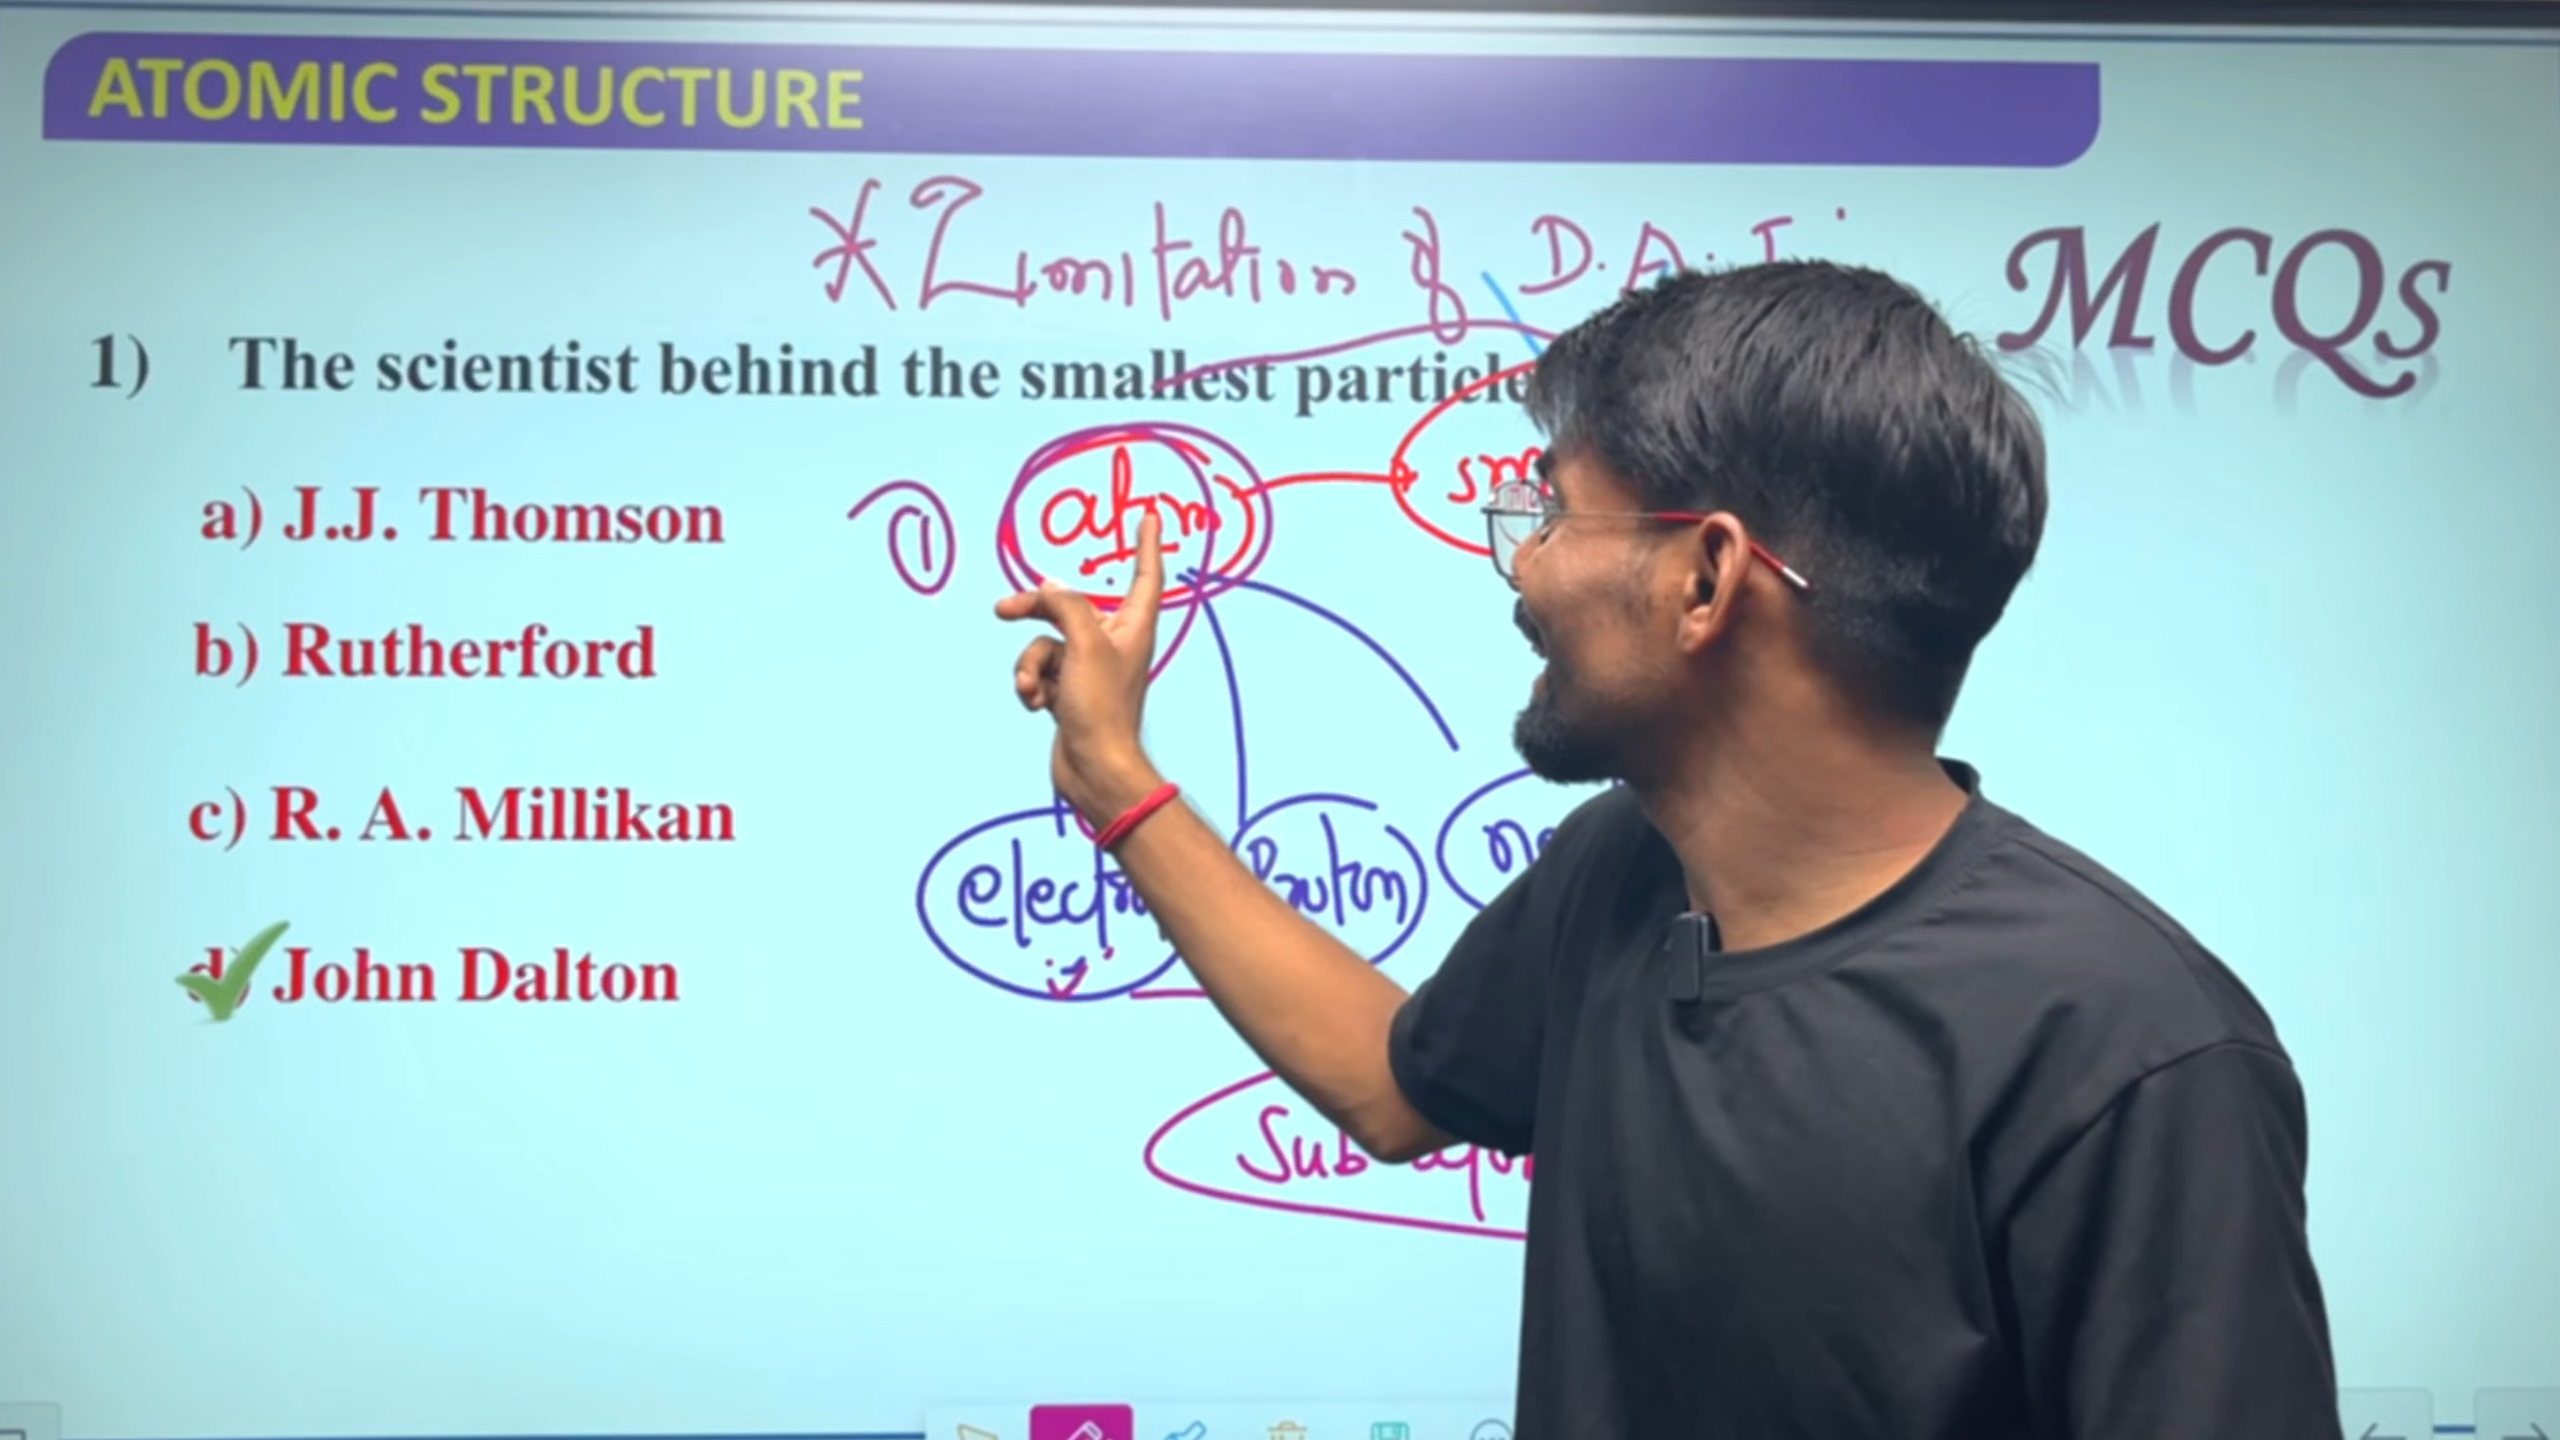 ATOMIC STRUCTURE
* Limitation of D.A.T.
MCQs
1) The scientist behind the smallest particle
a) J.J. Thomson
① atom
b) Rutherford
c) R. A. Millikan
Proton
d) John Dalton
Sub